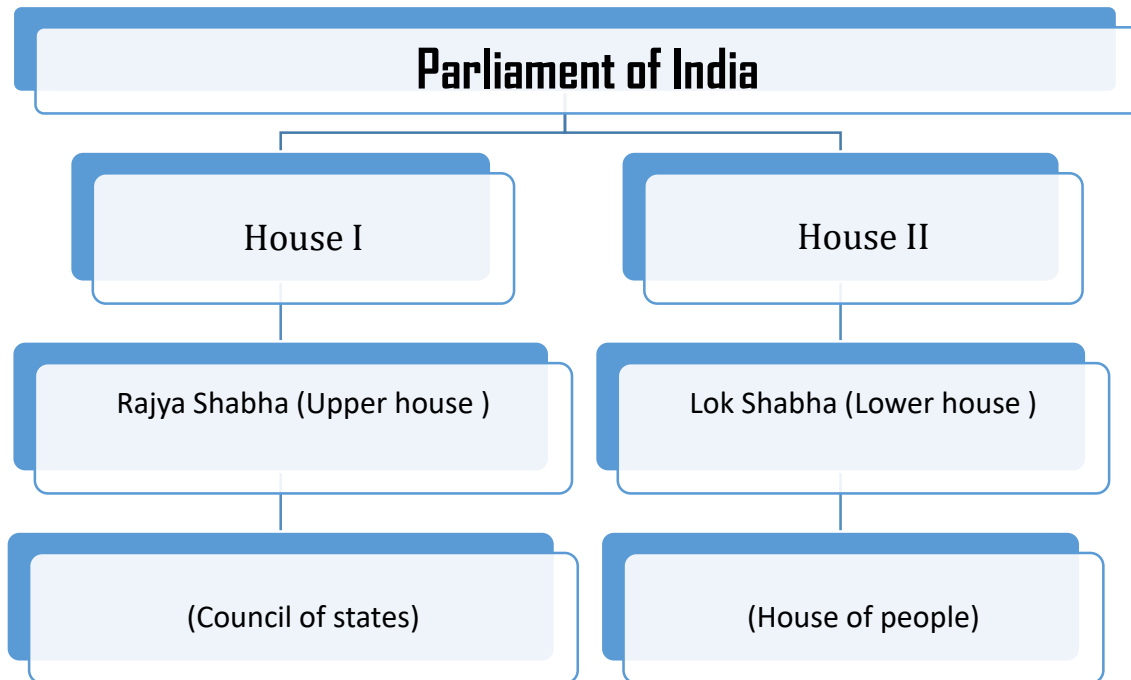 Parliament of India
House I
House II
Rajya Shabha (Upper house )
Lok Shabha (Lower house )
(Council of states)
(House of people)